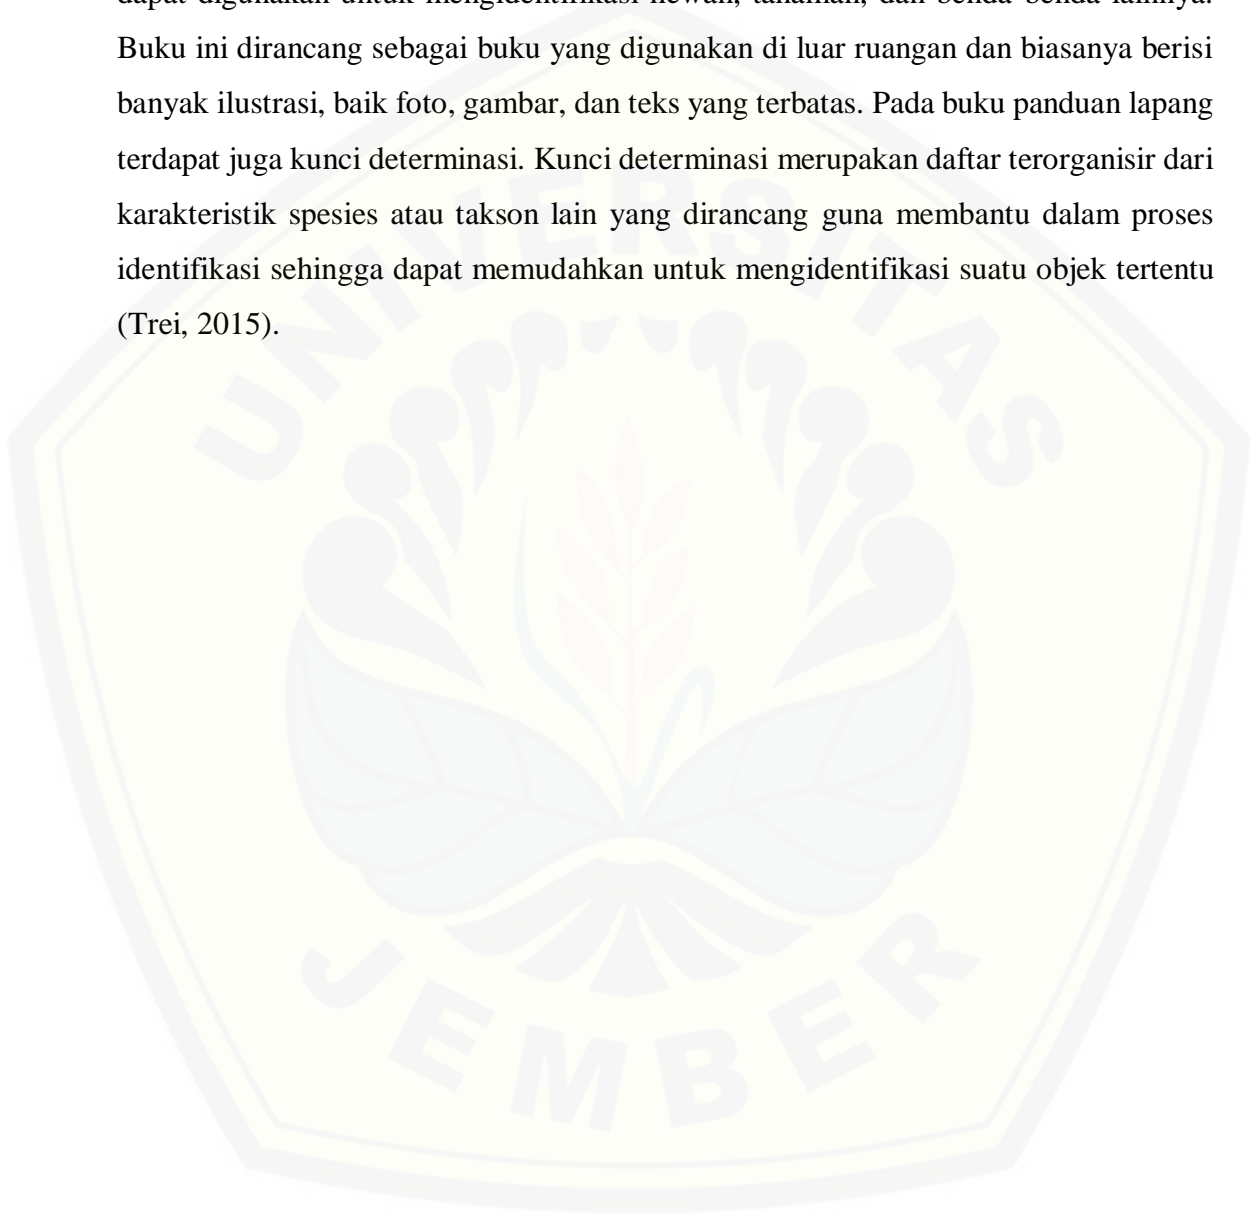 dapat digunakan untuk mengidentifikasi hewan, tanaman, dan benda-benda lainnya.
Buku ini dirancang sebagai buku yang digunakan di luar ruangan dan biasanya berisi
banyak ilustrasi, baik foto, gambar, dan teks yang terbatas. Pada buku panduan lapang
terdapat juga kunci determinasi. Kunci determinasi merupakan daftar terorganisir dari
karakteristik spesies atau takson lain yang dirancang guna membantu dalam proses
identifikasi sehingga dapat memudahkan untuk mengidentifikasi suatu objek tertentu
(Trei, 2015).
UNIVERSITAS
JEMBER